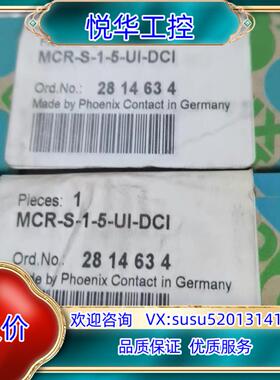 悦华工控
MCR-S-1-5-UI-DCI
Ord.No.: 28 14 63 4
Made by Phoenix Contact in Germany
Pieces: 1
MCR-S-1-5-UI-DCI
Ord.No.: 28 14 63 4
Made by Phoenix Contact in Germany
价
欢迎咨询 VX:susu52013141
品质保证 优质服务